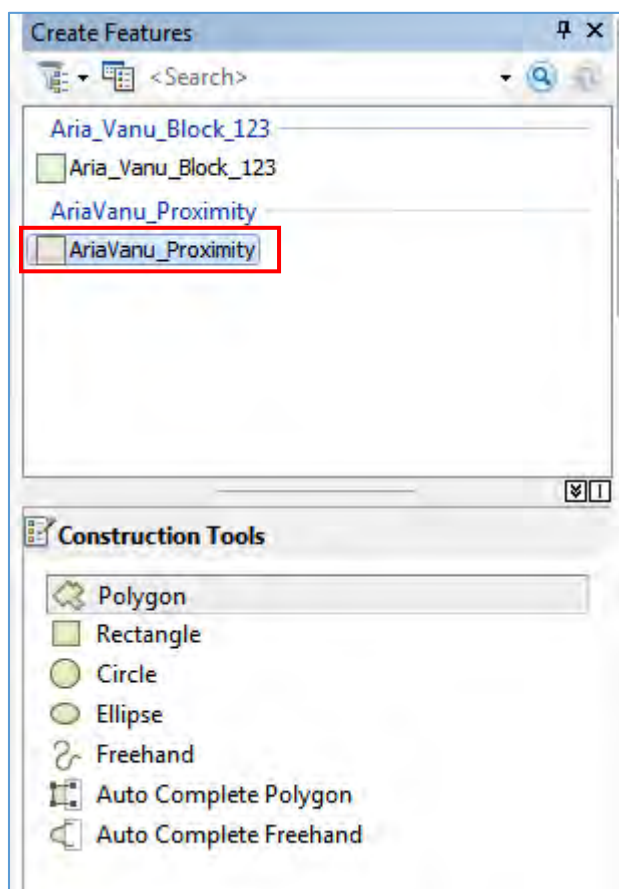 Create Features
<Search>
Aria_Vanu_Block_123
Aria_Vanu_Block_123
AriaVanu_Proximity
AriaVanu_Proximity
Construction Tools
Polygon
Rectangle
Circle
Ellipse
Freehand
Auto Complete Polygon
Auto Complete Freehand